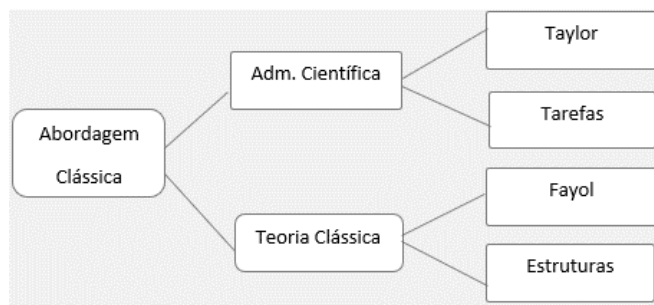 Abordagem
Clássica
Adm. Científica
Taylor
Tarefas
Teoria Clássica
Fayol
Estruturas